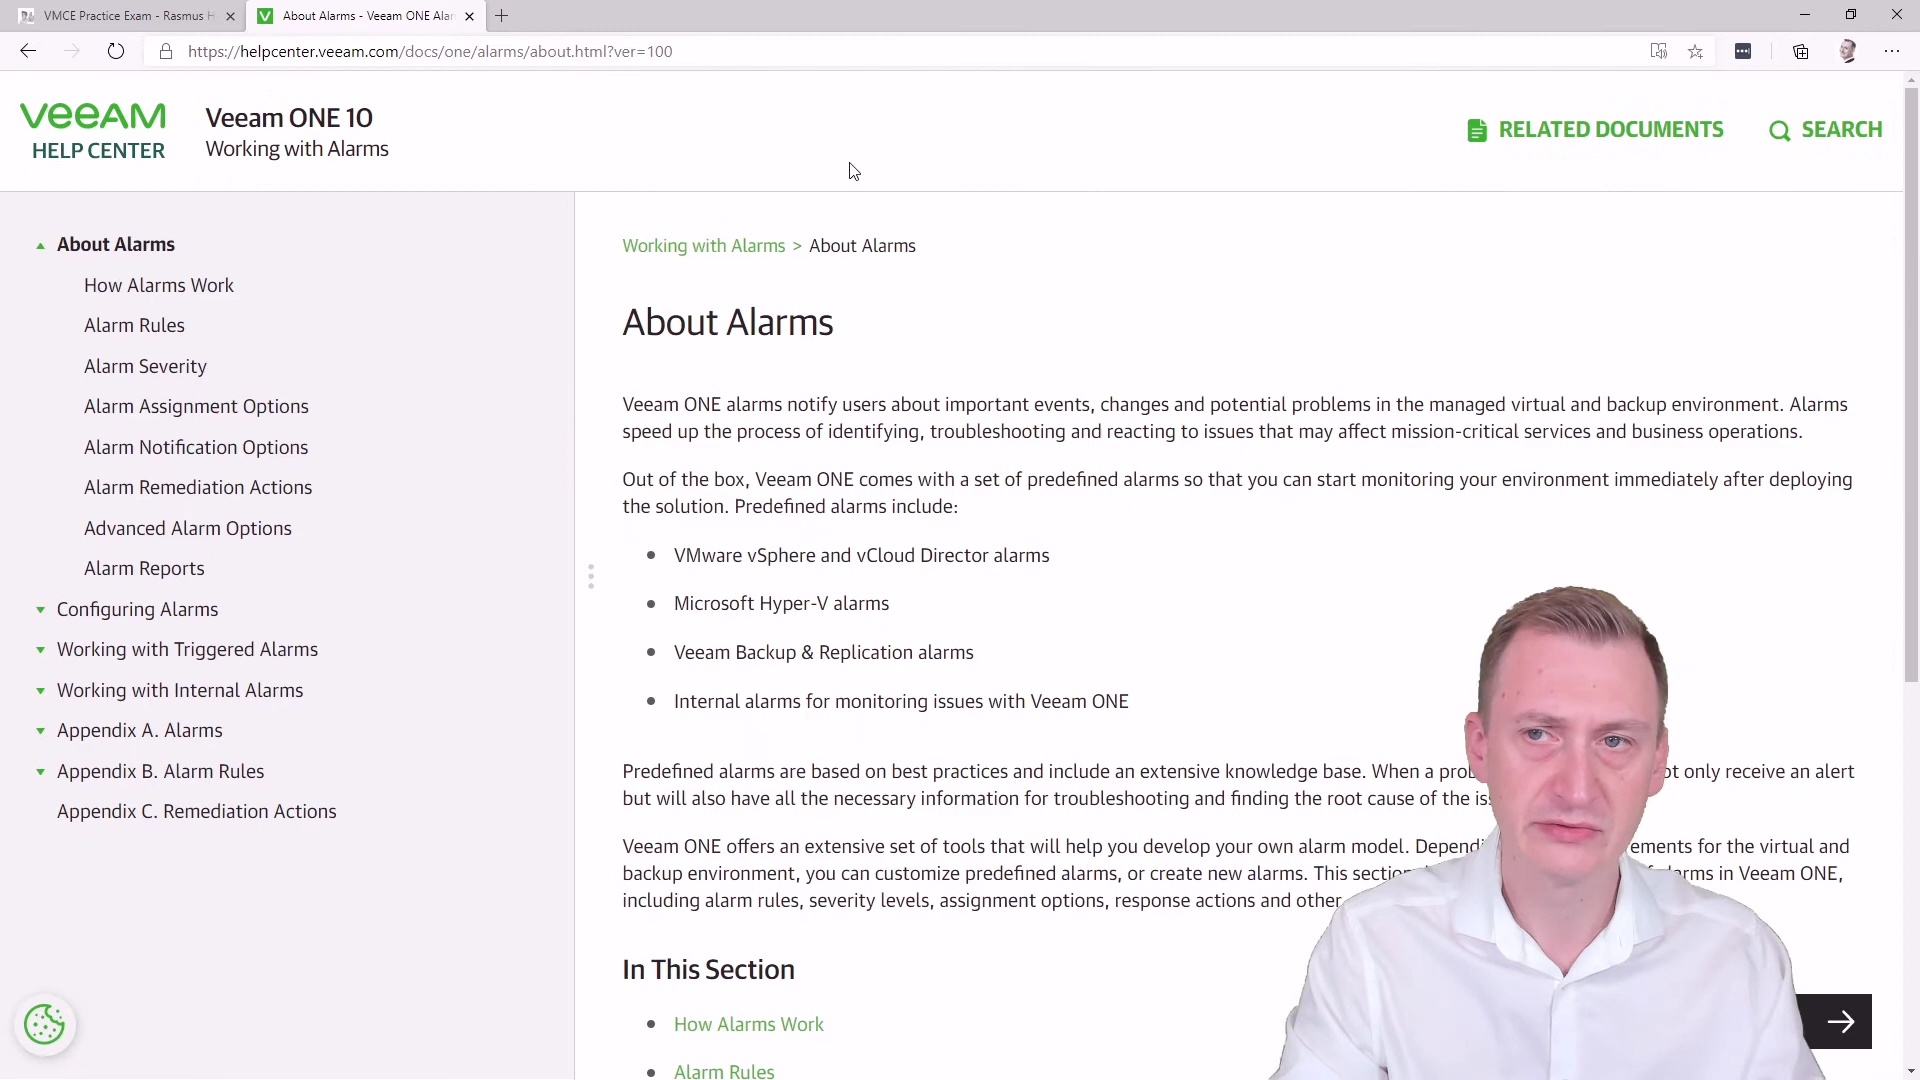 VMCE Practice Exam - Rasmus H
About Alarms - Veeam ONE Alar
https://helpcenter.veeam.com/docs/one/alarms/about.html?ver=100
VEEAM
HELP CENTER
Veeam ONE 10
Working with Alarms
RELATED DOCUMENTS
SEARCH
About Alarms
How Alarms Work
Alarm Rules
Alarm Severity
Alarm Assignment Options
Alarm Notification Options
Alarm Remediation Actions
Advanced Alarm Options
Alarm Reports
Configuring Alarms
Working with Triggered Alarms
Working with Internal Alarms
Appendix A. Alarms
Appendix B. Alarm Rules
Appendix C. Remediation Actions
Working with Alarms > About Alarms
About Alarms
Veeam ONE alarms notify users about important events, changes and potential problems in the managed virtual and backup environment. Alarms
speed up the process of identifying, troubleshooting and reacting to issues that may affect mission-critical services and business operations.
Out of the box, Veeam ONE comes with a set of predefined alarms so that you can start monitoring your environment immediately after deploying
the solution. Predefined alarms include:
VMware vSphere and vCloud Director alarms
Microsoft Hyper-V alarms
Veeam Backup & Replication alarms
Internal alarms for monitoring issues with Veeam ONE
Predefined alarms are based on best practices and include an extensive knowledge base. When a only receive an alert
but will also have all the necessary information for troubleshooting and finding the root cause of the
Veeam ONE offers an extensive set of tools that will help you develop your own alarm model. for the virtual and
backup environment, you can customize predefined alarms, or create new alarms. This in Veeam ONE,
including alarm rules, severity levels, assignment options, response actions and other
In This Section
How Alarms Work
Alarm Rules